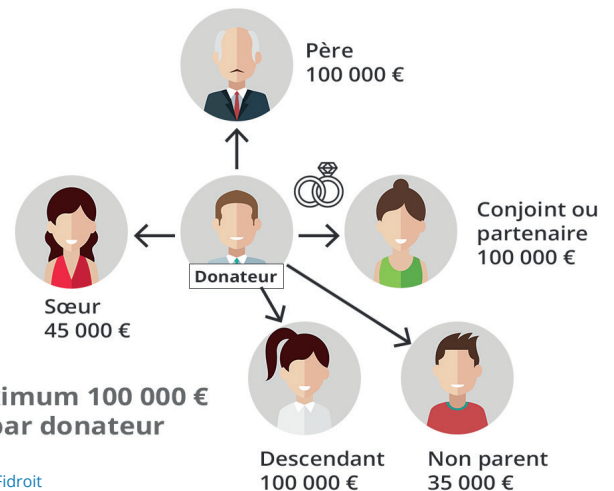 Père
100 000 €
Conjoint ou
partenaire
100 000 €
Donateur
Sœur
45 000 €
100 000 €
par donateur
Descendant
100 000 €
Non parent
35 000 €
Fidroit